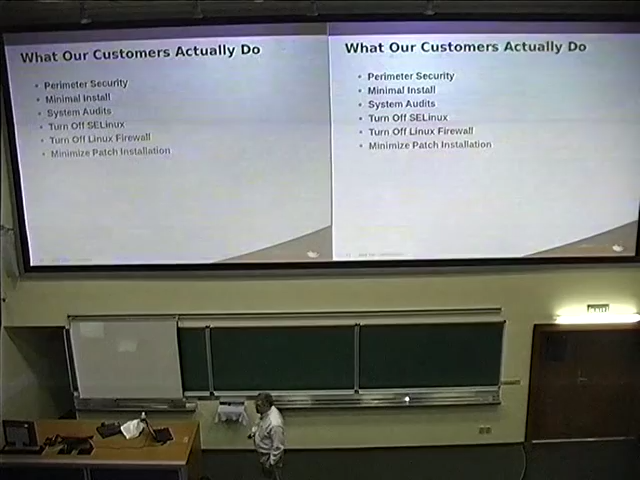 What Our Customers Actually Do
• Perimeter Security
• Minimal Install
• System Audits
• Turn Off SELinux
• Turn Off Linux Firewall
• Minimize Patch Installation
What Our Customers Actually Do
• Perimeter Security
• Minimal Install
• System Audits
• Turn Off SELinux
• Turn Off Linux Firewall
• Minimize Patch Installation